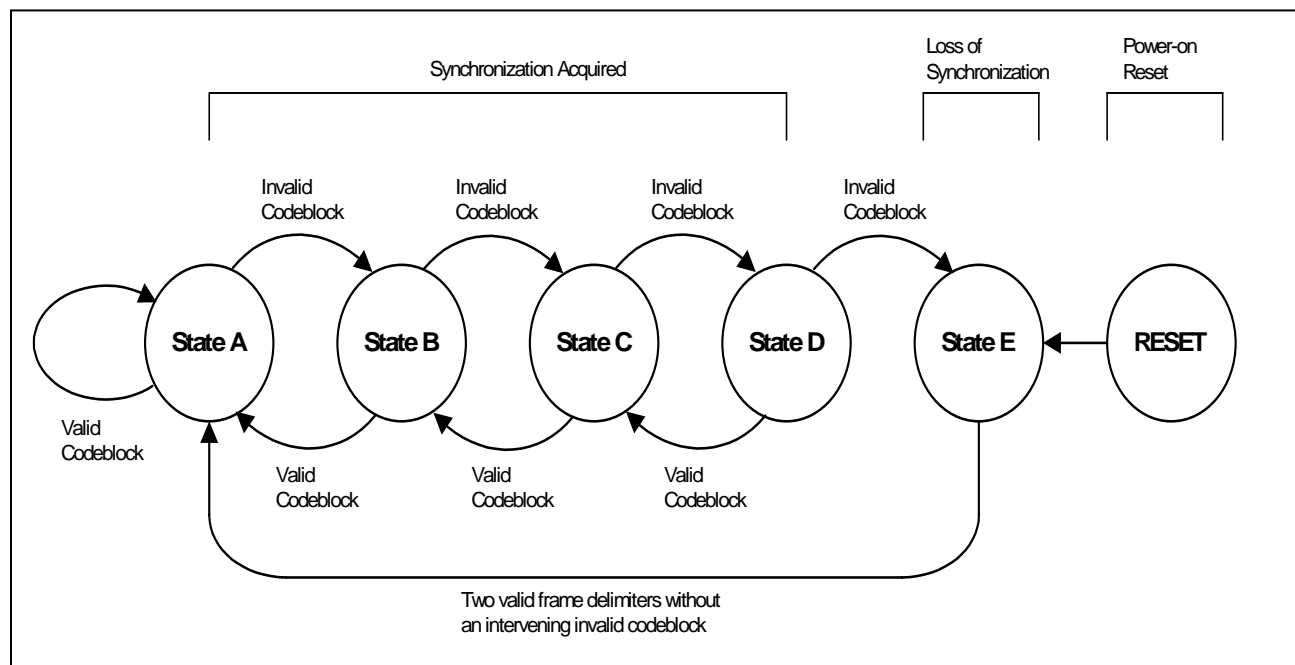 Synchronization Acquired
Loss of
Synchronization
Power-on
Reset
Invalid
Codeblock
Invalid
Codeblock
Invalid
Codeblock
Invalid
Codeblock
State A
State B
State C
State D
State E
RESET
Valid
Codeblock
Valid
Codeblock
Valid
Codeblock
Valid
Codeblock
Two valid frame delimiters without
an intervening invalid codeblock